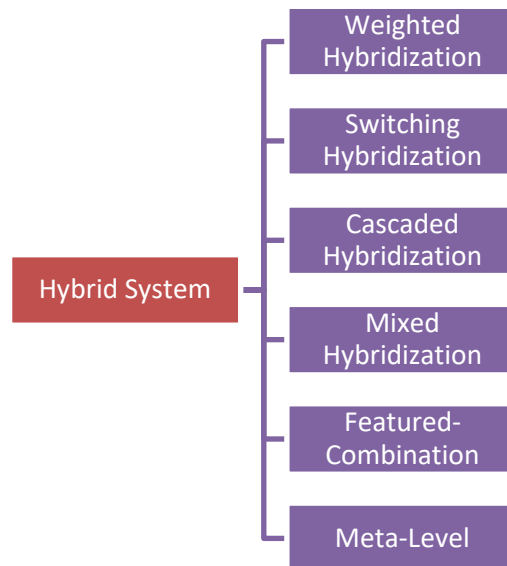 Weighted
Hybridization
Switching
Hybridization
Cascaded
Hybridization
Hybrid System
Mixed
Hybridization
Featured-
Combination
Meta-Level